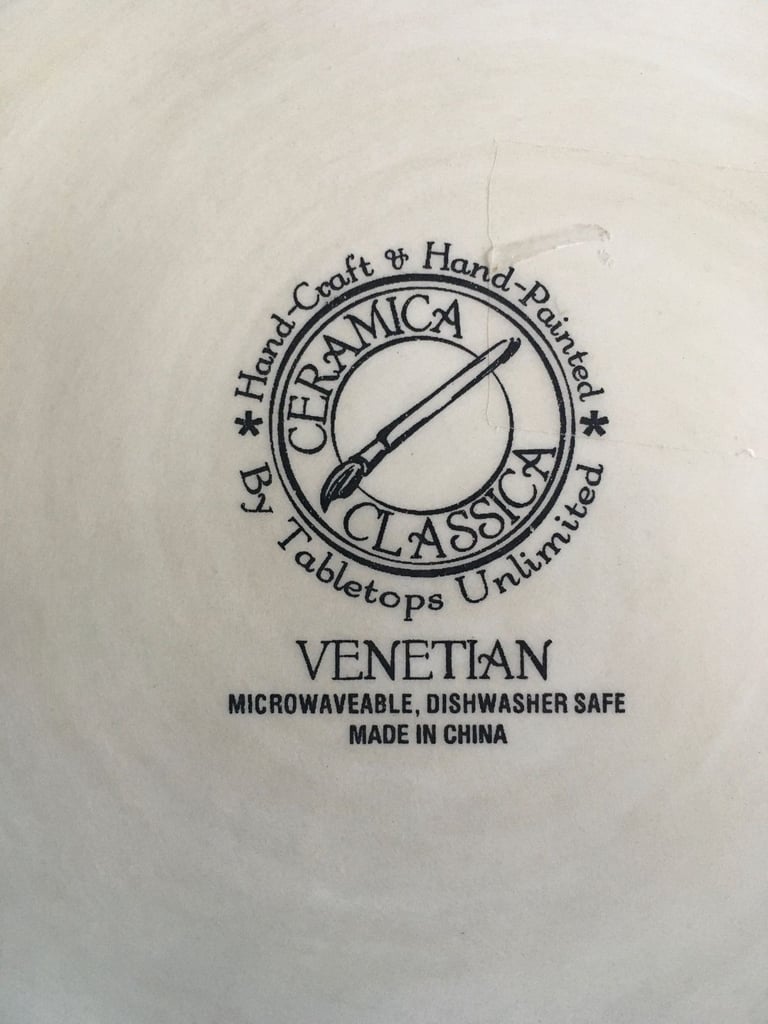 Hand-Craft & Hand-Painted
CERAMICA
CLASSICA
* By Tabletops Unlimited *
VENETIAN
MICROWAVEABLE, DISHWASHER SAFE
MADE IN CHINA